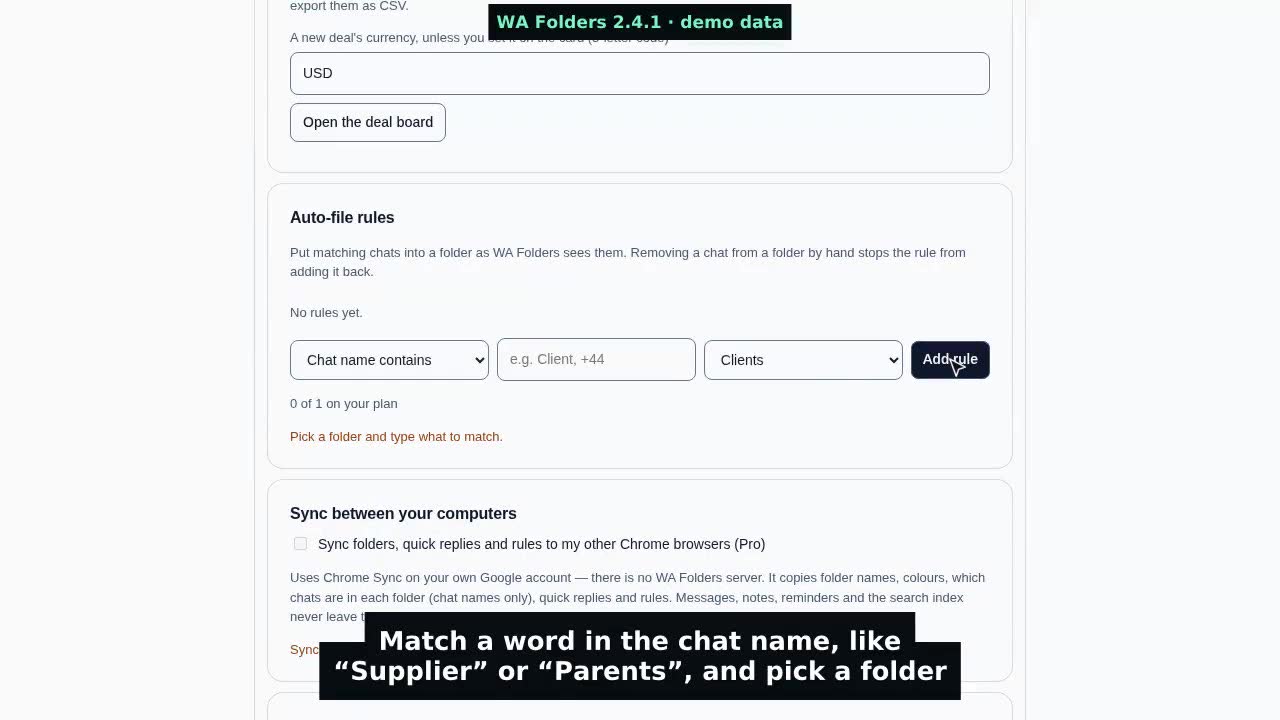 export them as CSV.
WA Folders 2.4.1 · demo data
A new deal's currency, unless you set it on the card (3-letter code)
USD
Open the deal board
Auto-file rules
Put matching chats into a folder as WA Folders sees them. Removing a chat from a folder by hand stops the rule from
adding it back.
No rules yet.
Chat name contains
e.g. Client, +44
Clients
Add rule
0 of 1 on your plan
Pick a folder and type what to match.
Sync between your computers
Sync folders, quick replies and rules to my other Chrome browsers (Pro)
Uses Chrome Sync on your own Google account — there is no WA Folders server. It copies folder names, colours, which
chats are in each folder (chat names only), quick replies and rules. Messages, notes, reminders and the search index
never leave
Sync
Match a word in the chat name, like
“Supplier” or “Parents”, and pick a folder